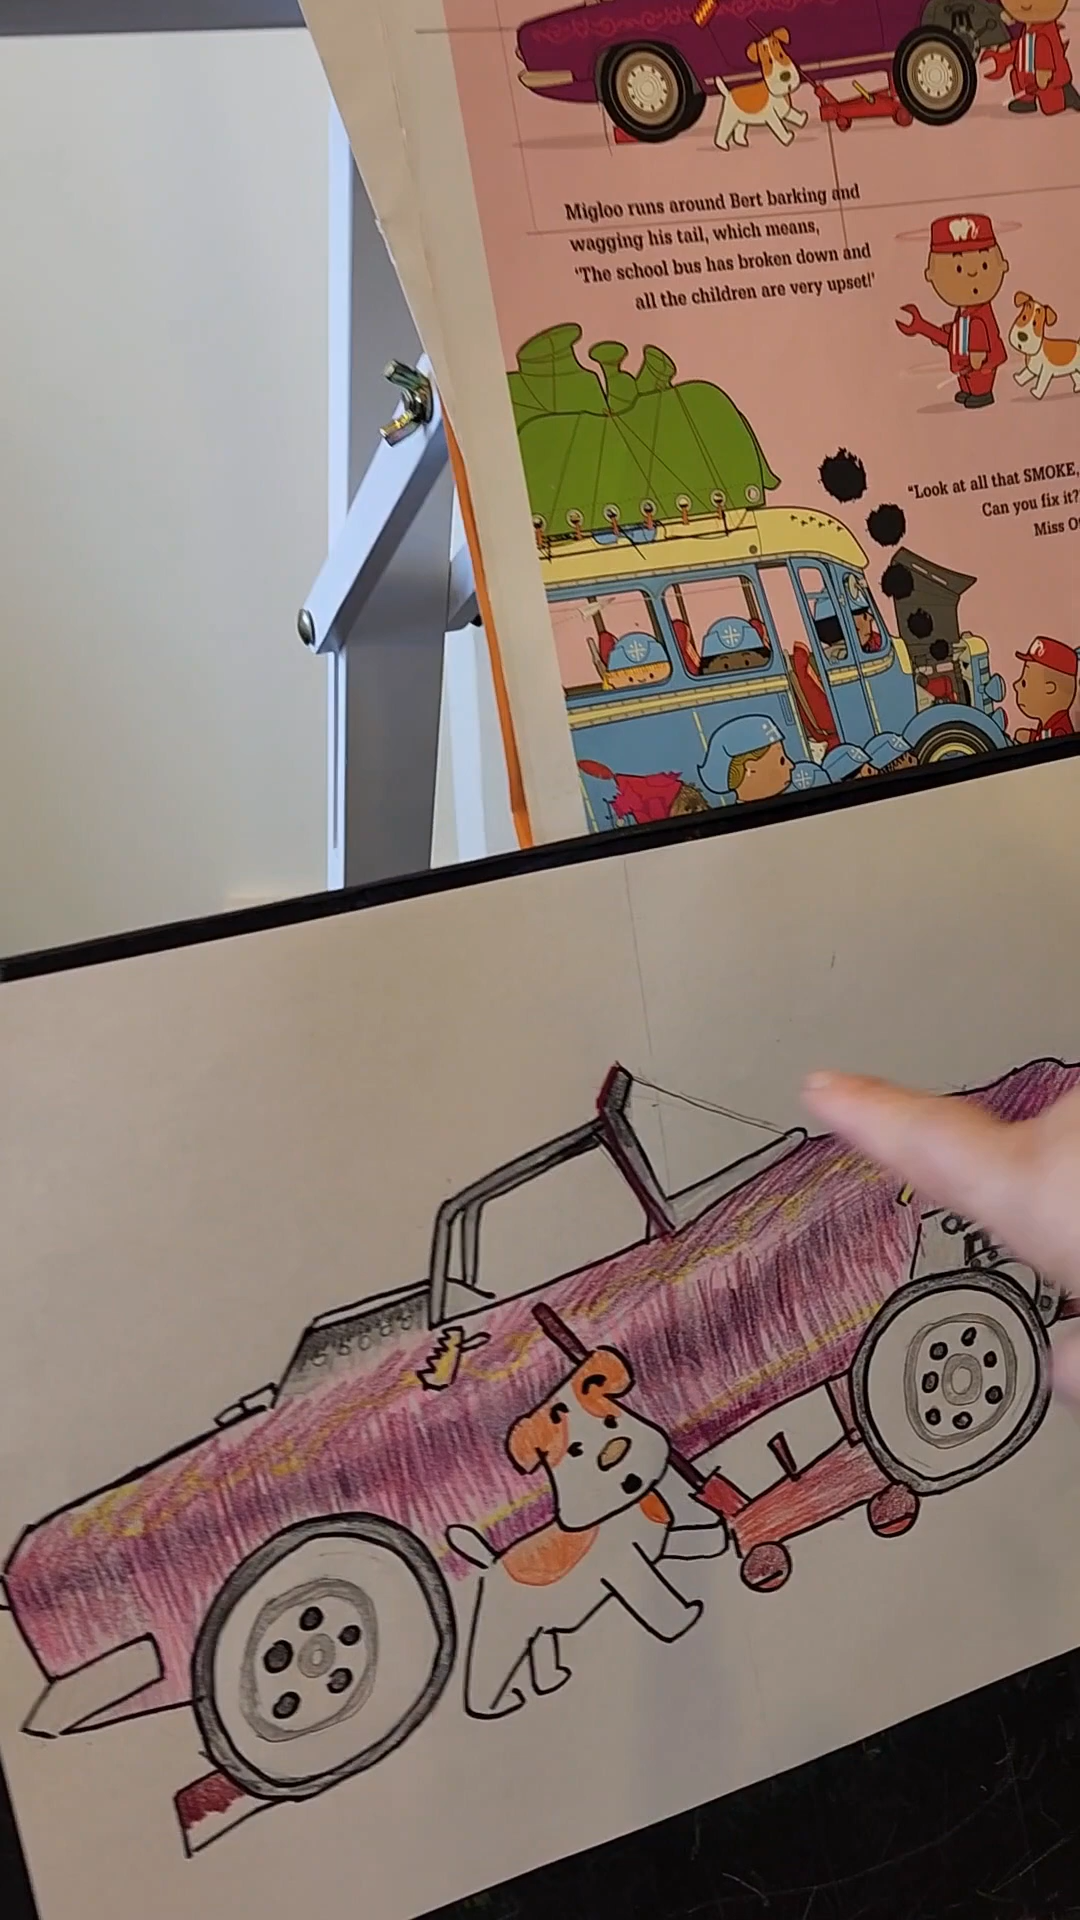 Migloo runs around Bert barking and
wagging his tail, which means,
'The school bus has broken down and
all the children are very upset!'
"Look at all that SMOKE,
Can you fix it?
Miss O